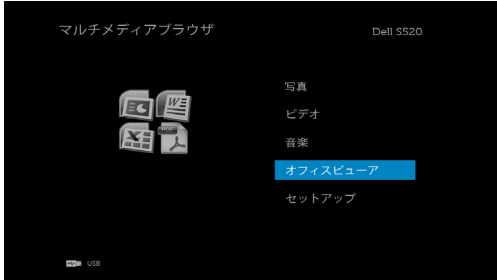 マルチメディアブラウザ
Dell S520
写真
ビデオ
音楽
オフィスビューア
セットアップ
USB